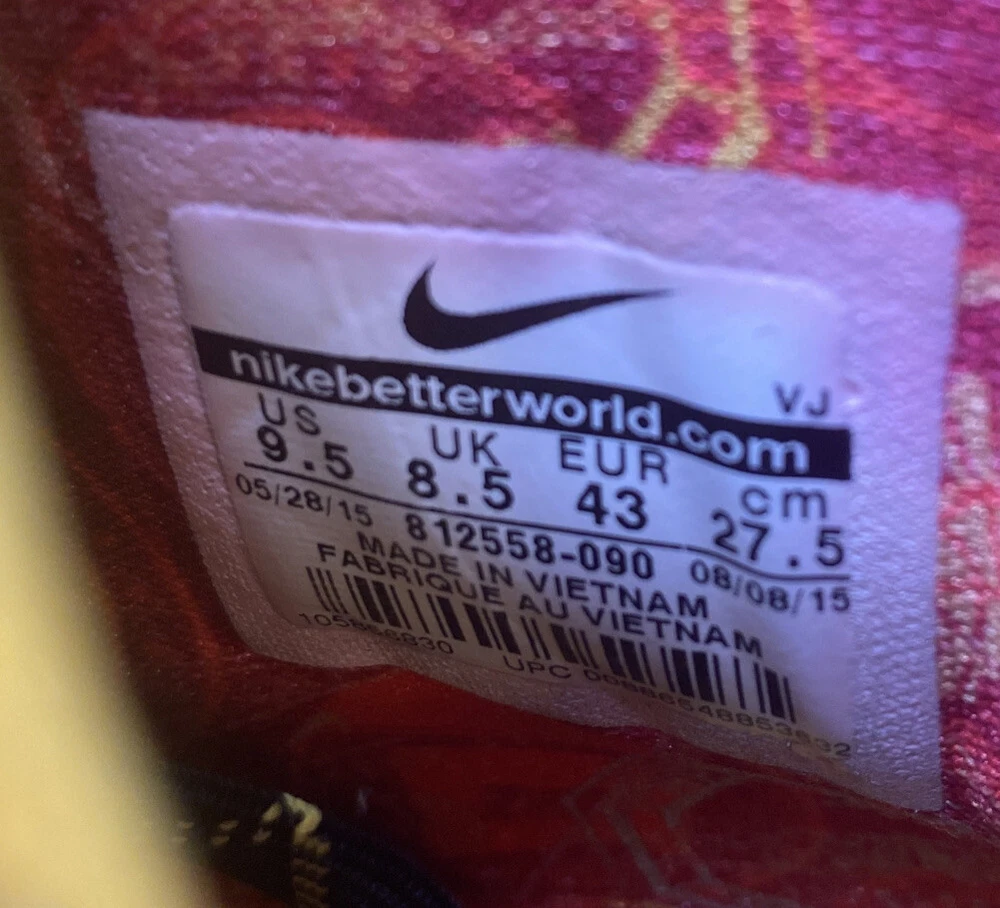 nikebetterworld.com
VJ
US UK EUR cm
9.5 8.5 43 27.5
05/28/15 812558-090 08/08/15
MADE IN VIETNAM
FABRIQUE AU VIETNAM
UPC